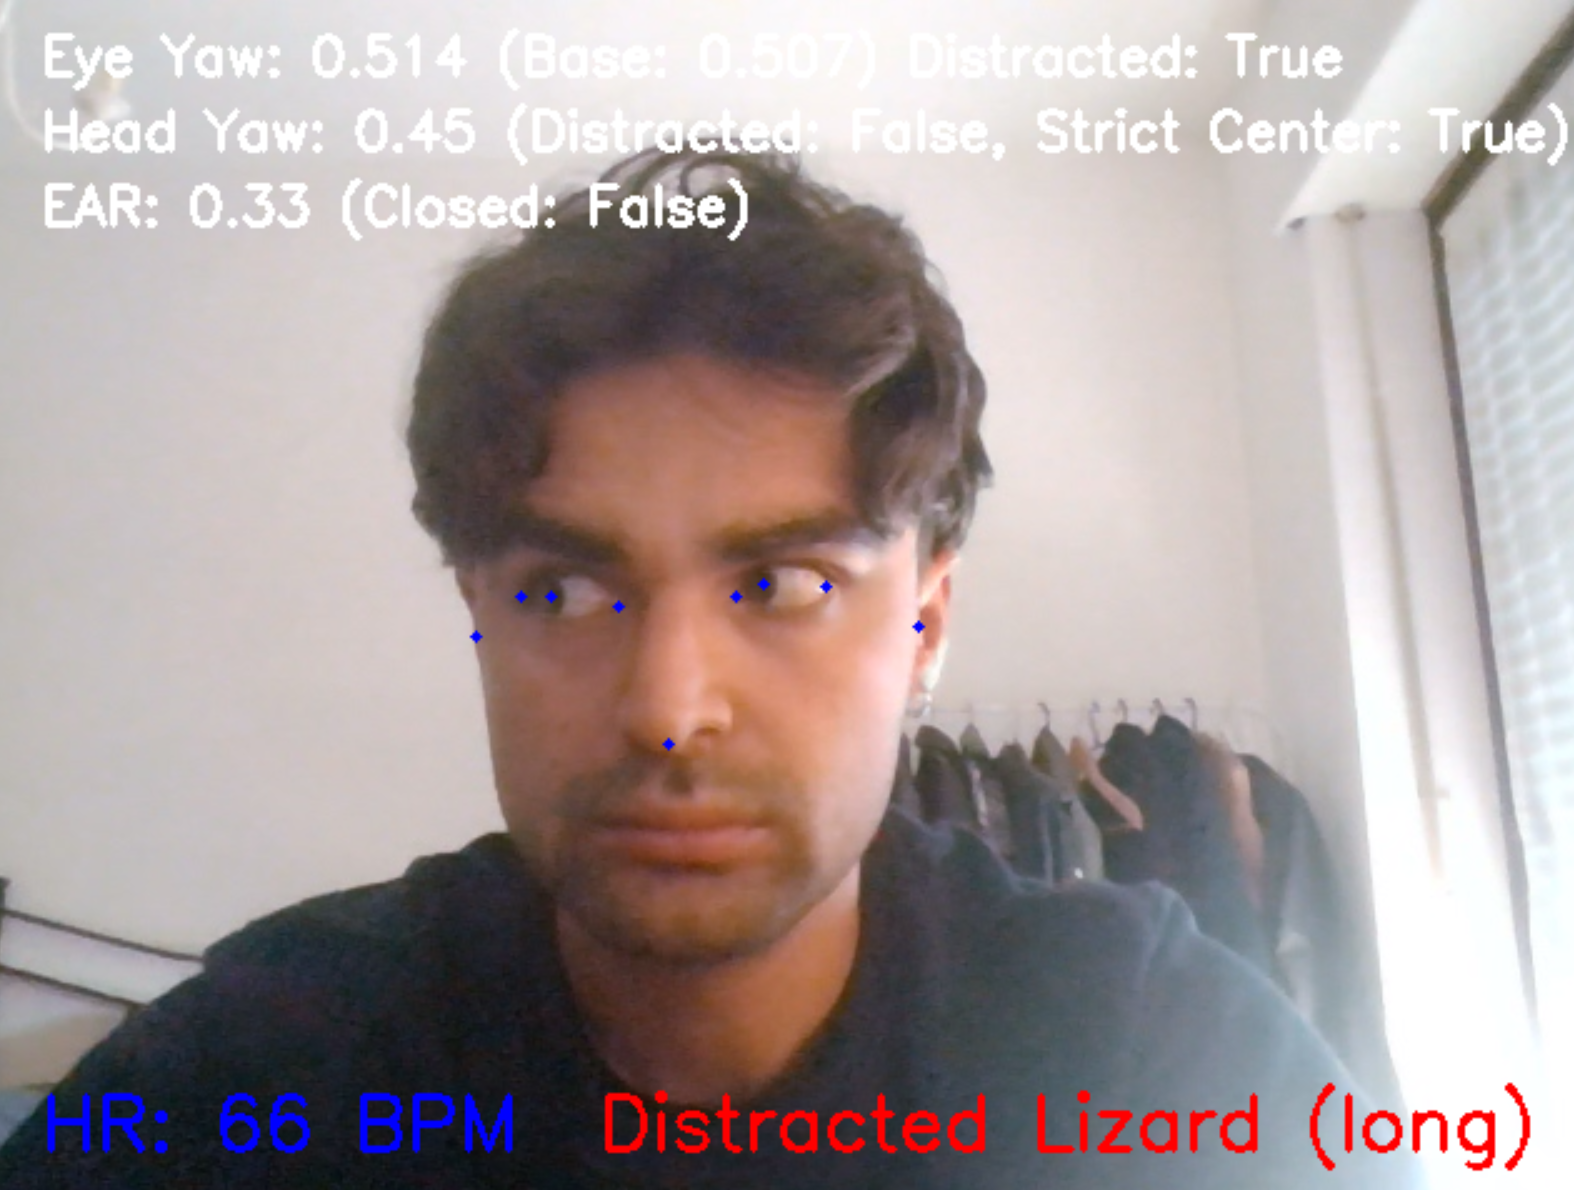 Eye Yaw: 0.514 (Base: 0.507) Distracted: True
Head Yaw: 0.45 (Distracted: False, Strict Center: True)
EAR: 0.33 (Closed: False)
HR: 66 BPM Distracted Lizard (long)